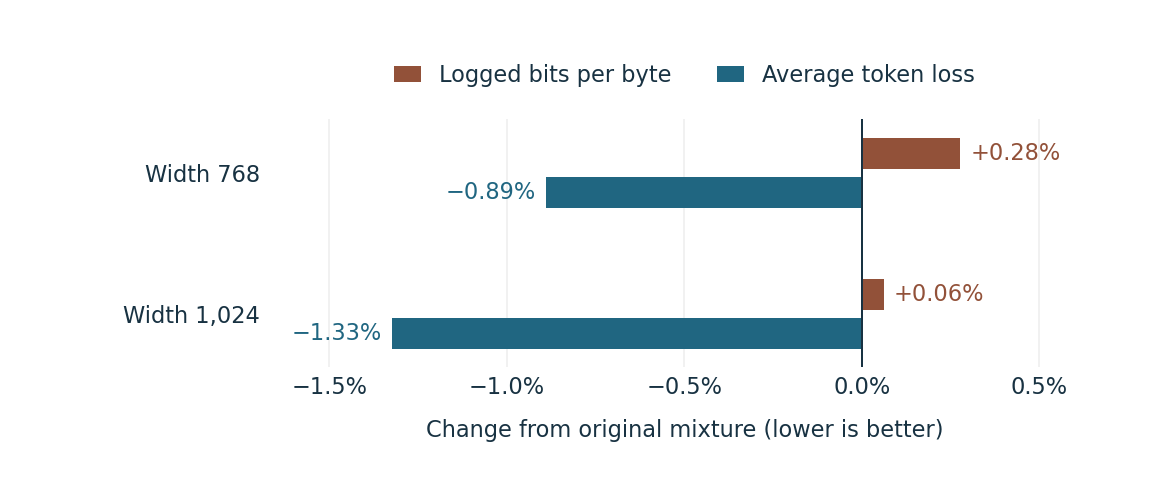 Logged bits per byte Average token loss
Width 768
+0.28%
−0.89%
Width 1,024
+0.06%
−1.33%
−1.5% −1.0% −0.5% 0.0% 0.5%
Change from original mixture (lower is better)